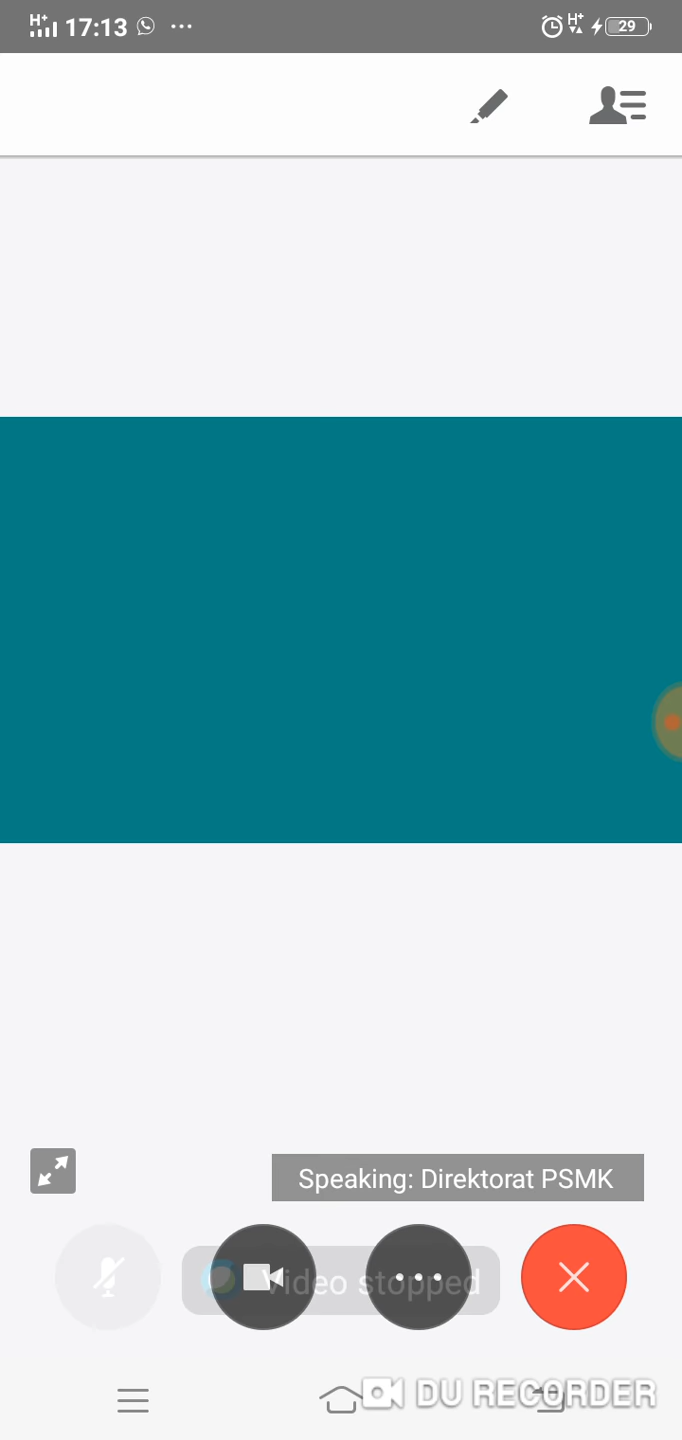 H+ 17:13 ... H+ 29
Speaking: Direktorat PSMK
Video stopped
DU RECORDER